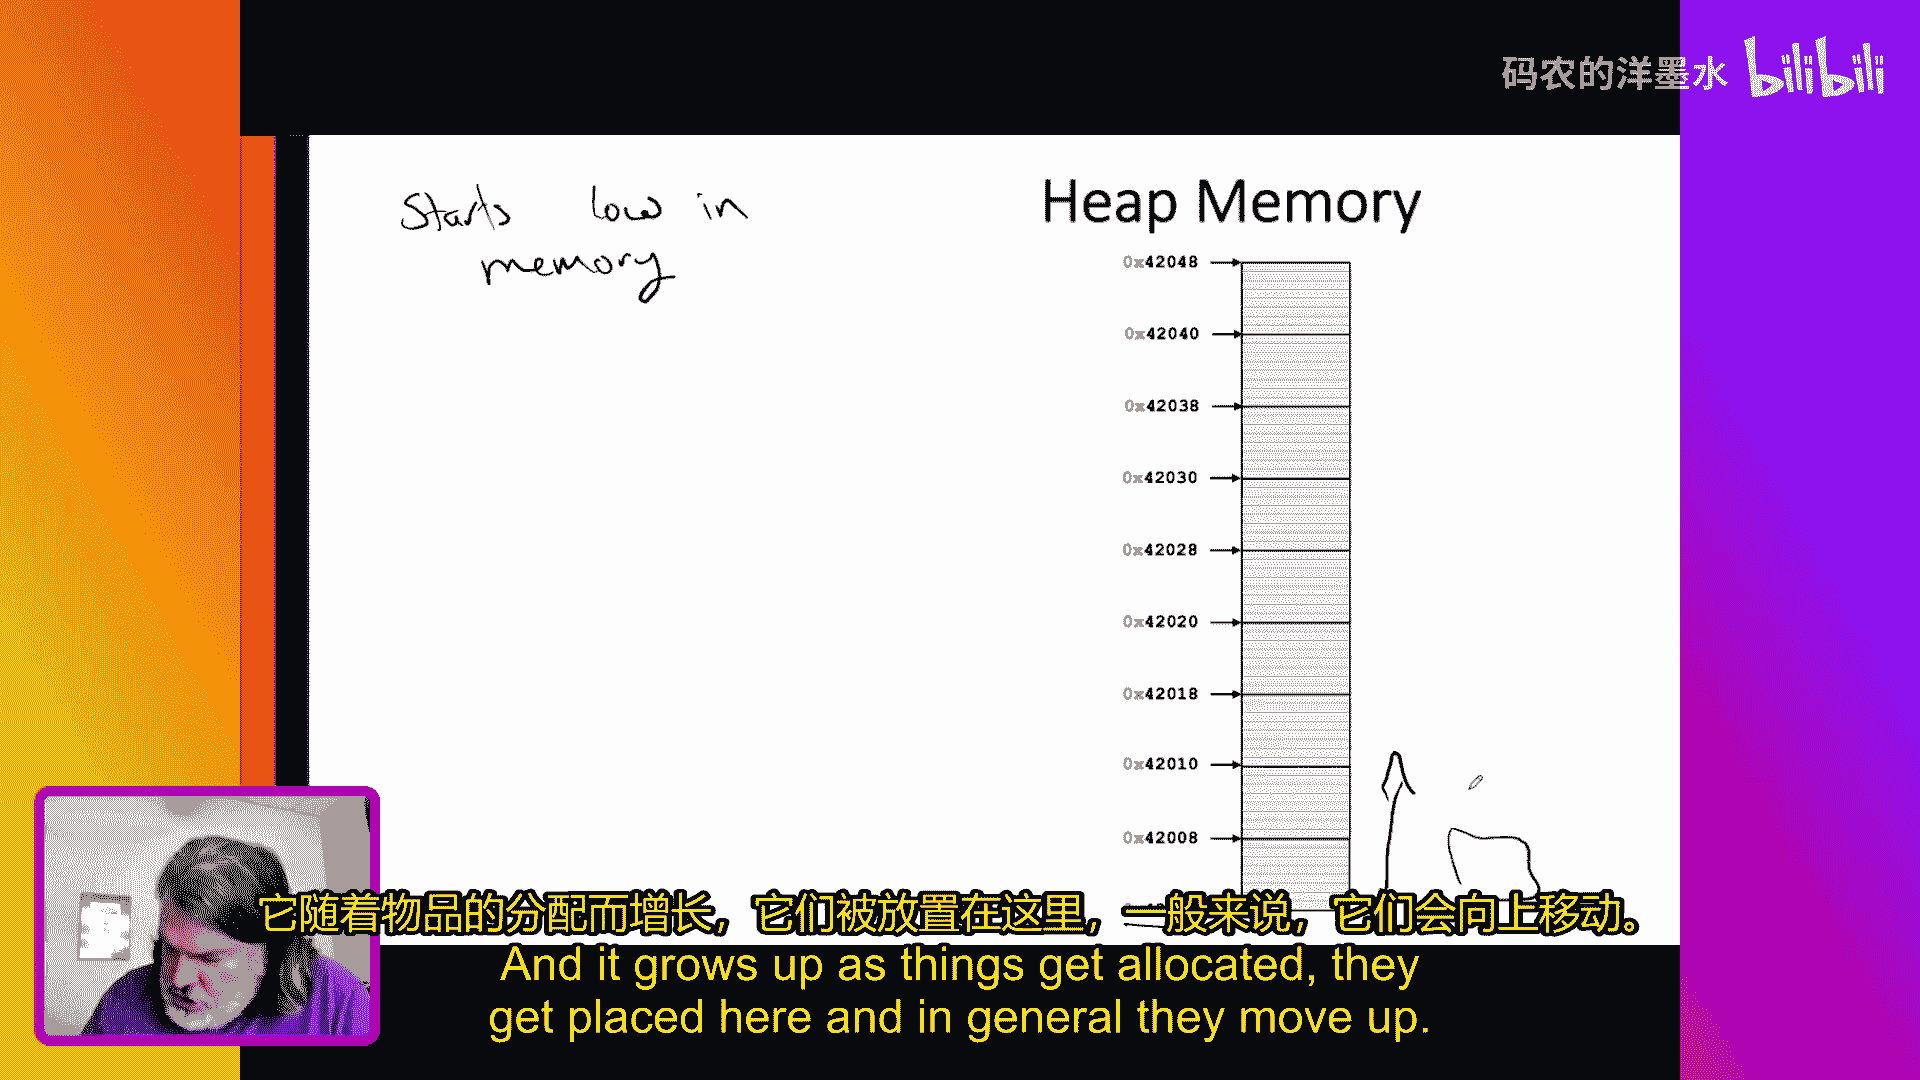 码农的洋墨水 bilibili
Starts low in
memory
Heap Memory
0x42048
0x42040
0x42038
0x42030
0x42028
0x42020
0x42018
0x42010
0x42008
它随着物品的分配而增长，它们被放置在这里，一般来说，它们会向上移动。
And it grows up as things get allocated, they
get placed here and in general they move up.